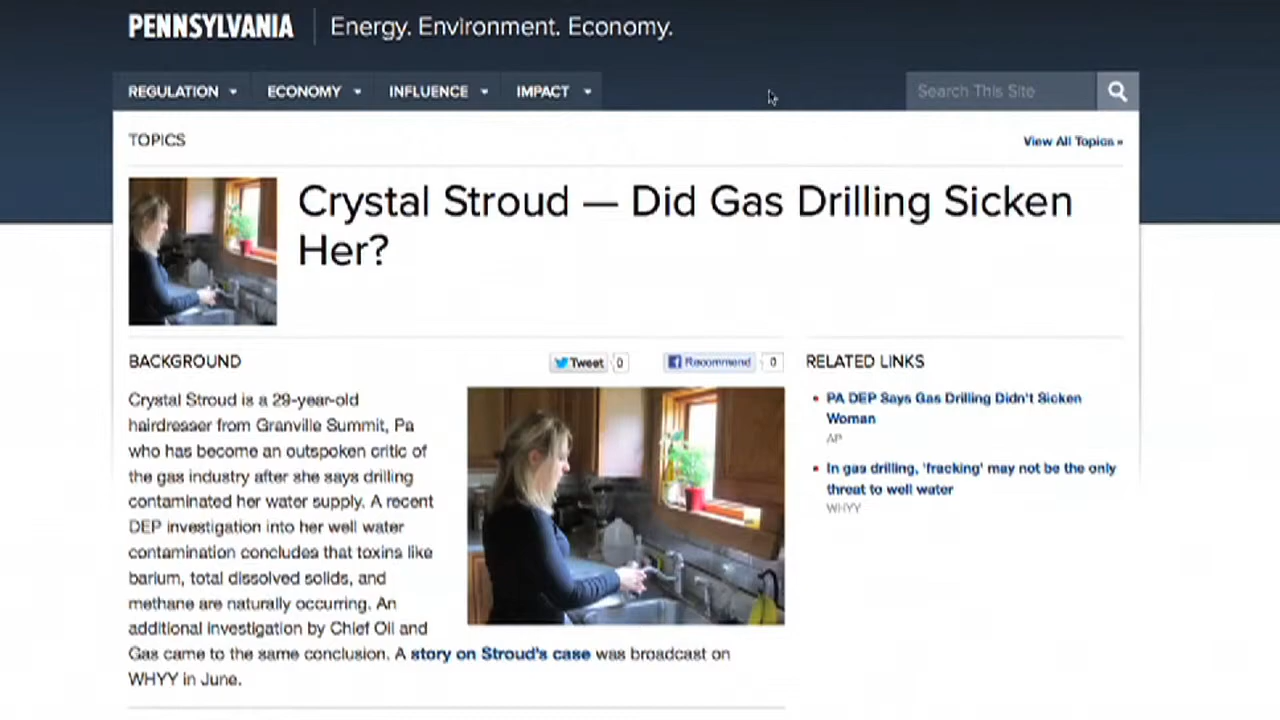 PENNSYLVANIA Energy. Environment. Economy.
REGULATION ECONOMY INFLUENCE IMPACT Search This Site
TOPICS View All Topics »
Crystal Stroud — Did Gas Drilling Sicken
Her?
BACKGROUND Tweet 0 Recommend 0
Crystal Stroud is a 29-year-old
hairdresser from Granville Summit, Pa
who has become an outspoken critic of
the gas industry after she says drilling
contaminated her water supply. A recent
DEP investigation into her well water
contamination concludes that toxins like
barium, total dissolved solids, and
methane are naturally occurring. An
additional investigation by Chief Oil and
Gas came to the same conclusion. A story on Stroud's case was broadcast on
WHYY in June.
RELATED LINKS
PA DEP Says Gas Drilling Didn't Sicken
Woman
AP
In gas drilling, 'fracking' may not be the only
threat to well water
WHYY